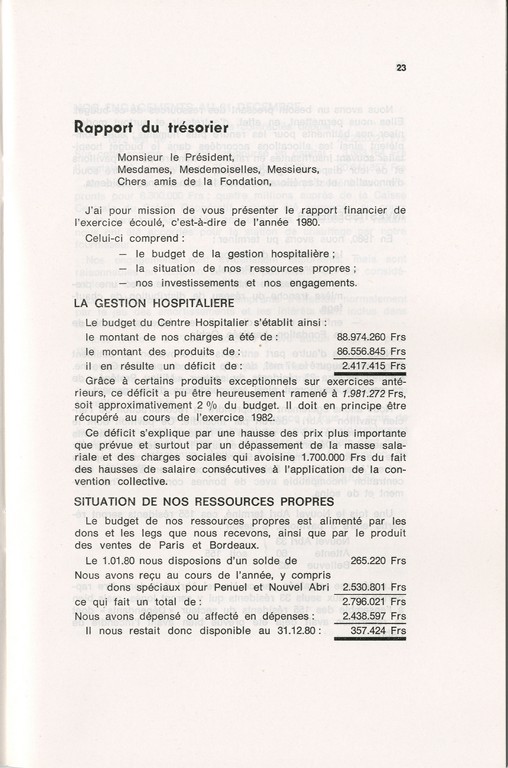 23
Rapport du trésorier
Monsieur le Président,
Mesdames, Mesdemoiselles, Messieurs,
Chers amis de la Fondation,
J'ai pour mission de vous présenter le rapport financier de
l'exercice écoulé, c'est-à-dire de l'année 1980.
Celui-ci comprend :
— le budget de la gestion hospitalière ;
— la situation de nos ressources propres ;
— nos investissements et nos engagements.
LA GESTION HOSPITALIERE
Le budget du Centre Hospitalier s'établit ainsi :
le montant de nos charges a été de : 88.974.260 Frs
le montant des produits de : 86.556.845 Frs
il en résulte un déficit de : 2.417.415 Frs
Grâce à certains produits exceptionnels sur exercices anté-
rieurs, ce déficit a pu être heureusement ramené à 1.981.272 Frs,
soit approximativement 2 % du budget. Il doit en principe être
récupéré au cours de l'exercice 1982.
Ce déficit s'explique par une hausse des prix plus importante
que prévue et surtout par un dépassement de la masse sala-
riale et des charges sociales qui avoisine 1.700.000 Frs du fait
des hausses de salaire consécutives à l'application de la con-
vention collective.
SITUATION DE NOS RESSOURCES PROPRES
Le budget de nos ressources propres est alimenté par les
dons et les legs que nous recevons, ainsi que par le produit
des ventes de Paris et Bordeaux.
Le 1.01.80 nous disposions d'un solde de 265.220 Frs
Nous avons reçu au cours de l'année, y compris
dons spéciaux pour Penuel et Nouvel Abri 2.530.801 Frs
ce qui fait un total de : 2.796.021 Frs
Nous avons dépensé ou affecté en dépenses : 2.438.597 Frs
Il nous restait donc disponible au 31.12.80 : 357.424 Frs